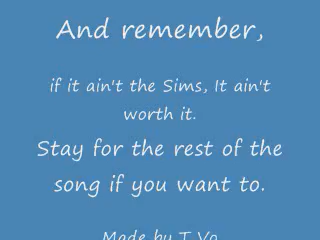 And remember,
if it ain't the Sims, It ain't
worth it.
Stay for the rest of the
song if you want to.
Made by T Vo